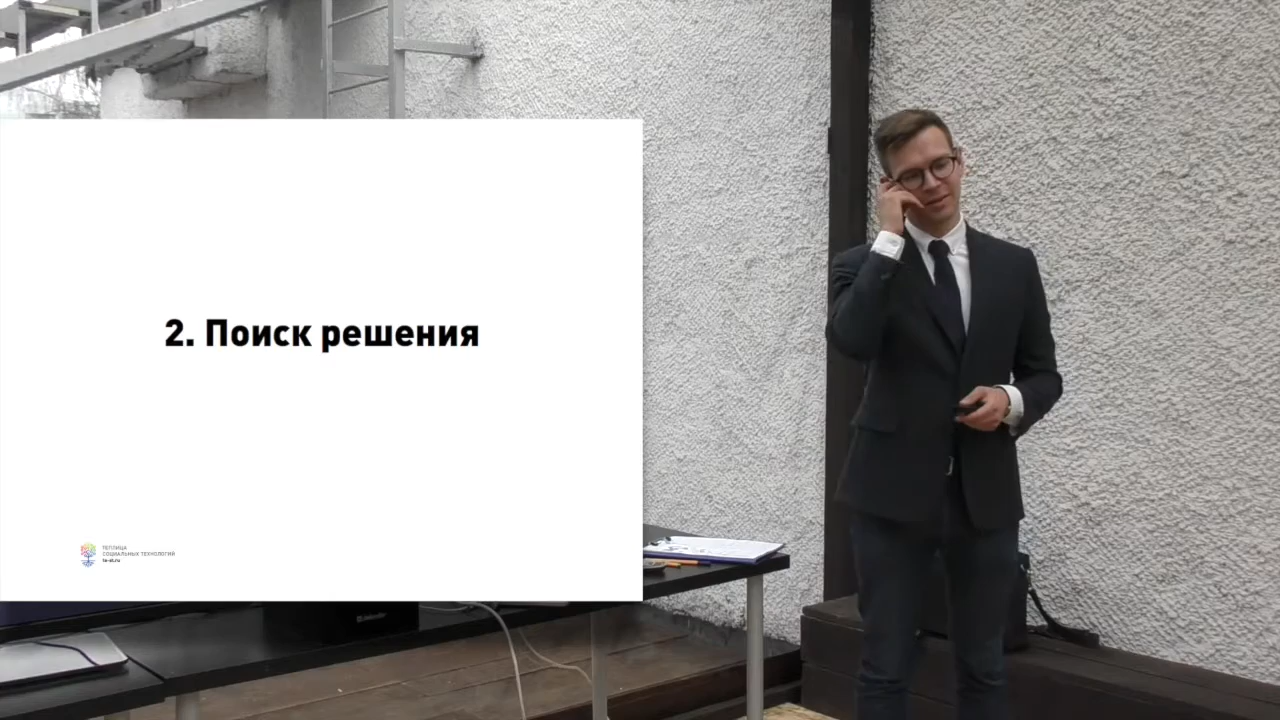 2. Поиск решения
ТЕПЛИЦА
СОЦИАЛЬНЫХ ТЕХНОЛОГИЙ
te-st.ru